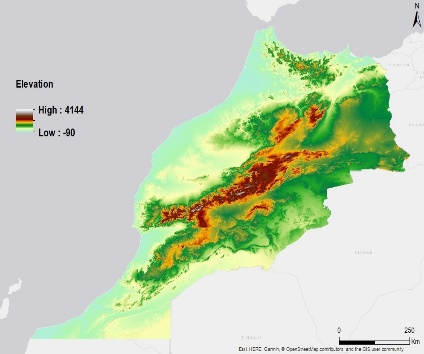 N
Elevation
High : 4144
Low : -90
0 250
Km
Esri, HERE, Garmin, © OpenStreetMap contributors, and the GIS user community